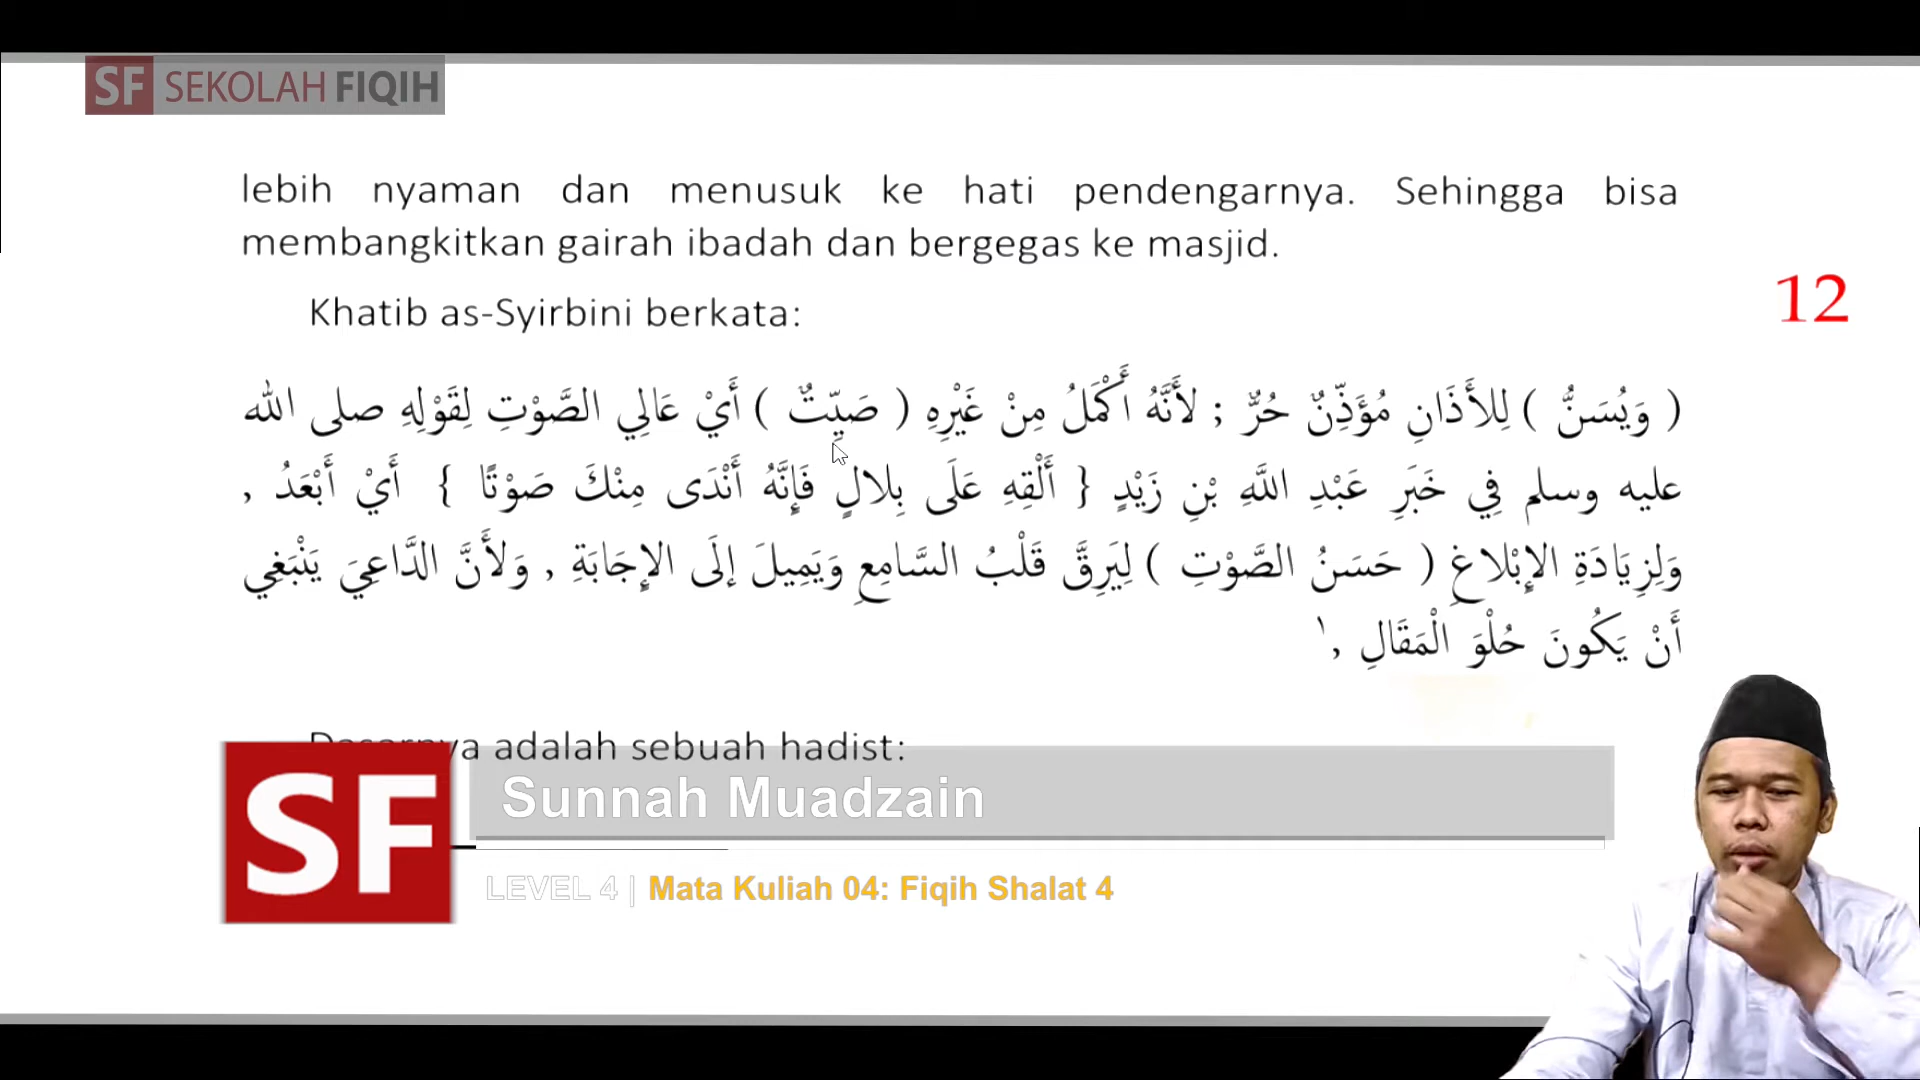 SF SEKOLAH FIQIH
lebih nyaman dan menusuk ke hati pendengarnya. Sehingga bisa
membangkitkan gairah ibadah dan bergegas ke masjid.
Khatib as-Syirbini berkata:
12
( وَيُسَنُّ ) لِلأَذَانِ مُؤَذِّنٌ حُرٌّ ; لأَنَّهُ أَكْمَلُ مِنْ غَيْرِهِ ( صَيِّتٌ ) أَيْ عَالِي الصَّوْتِ لِقَوْلِهِ صلى الله
عليه وسلم فِي خَبَرِ عَبْدِ اللَّهِ بْنِ زَيْدٍ { أَلْقِهِ عَلَى بِلالٍ فَإِنَّهُ أَنْدَى مِنْكَ صَوْتًا } أَيْ أَبْعَدُ ,
وَلِزِيَادَةِ الإِبْلاغِ ( حَسَنُ الصَّوْتِ ) لِيَرِقَّ قَلْبُ السَّامِعِ وَيَمِيلَ إلَى الإِجَابَةِ , وَلأَنَّ الدَّاعِيَ يَنْبَغِي
أَنْ يَكُونَ حُلْوَ الْمَقَالِ , ١
adalah sebuah hadist:
SF
Sunnah Muadzain
LEVEL 4 | Mata Kuliah 04: Fiqih Shalat 4